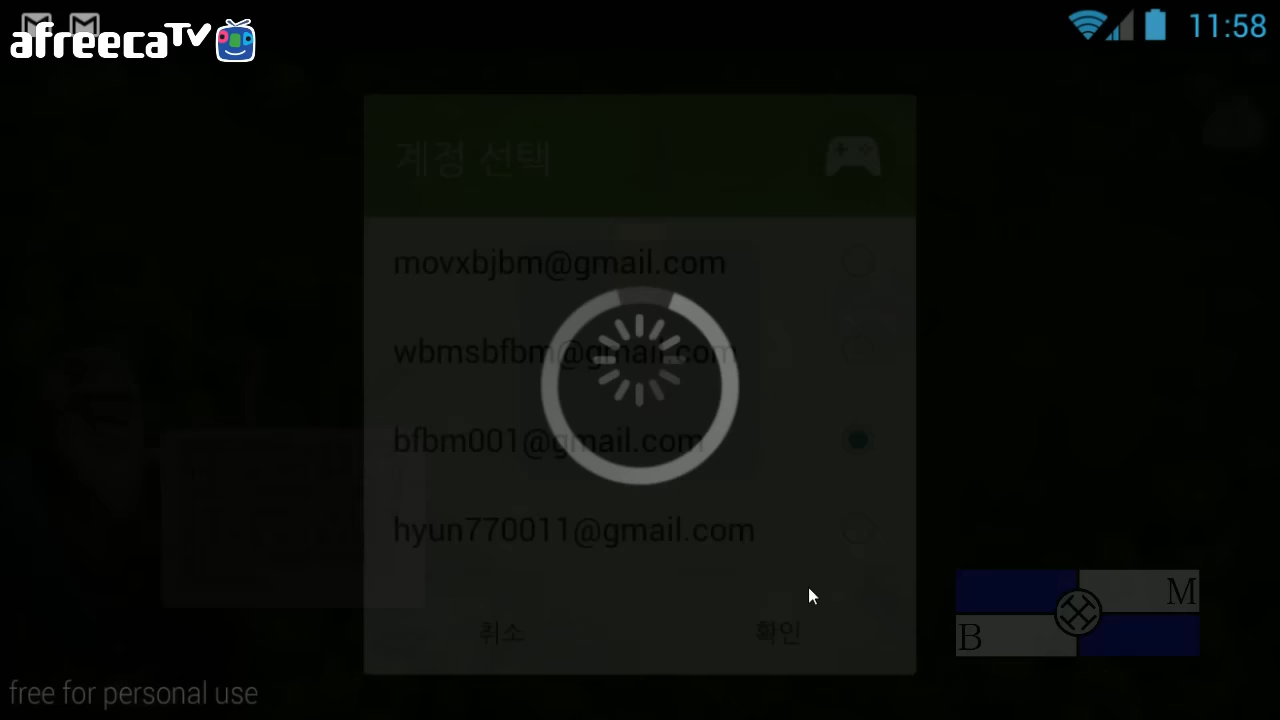 afreecaTV
11:58
계정 선택
movxbjbm@gmail.com
wbmsbfbm@gmail.com
bfbm001@gmail.com
hyun770011@gmail.com
취소 확인
M
B
free for personal use